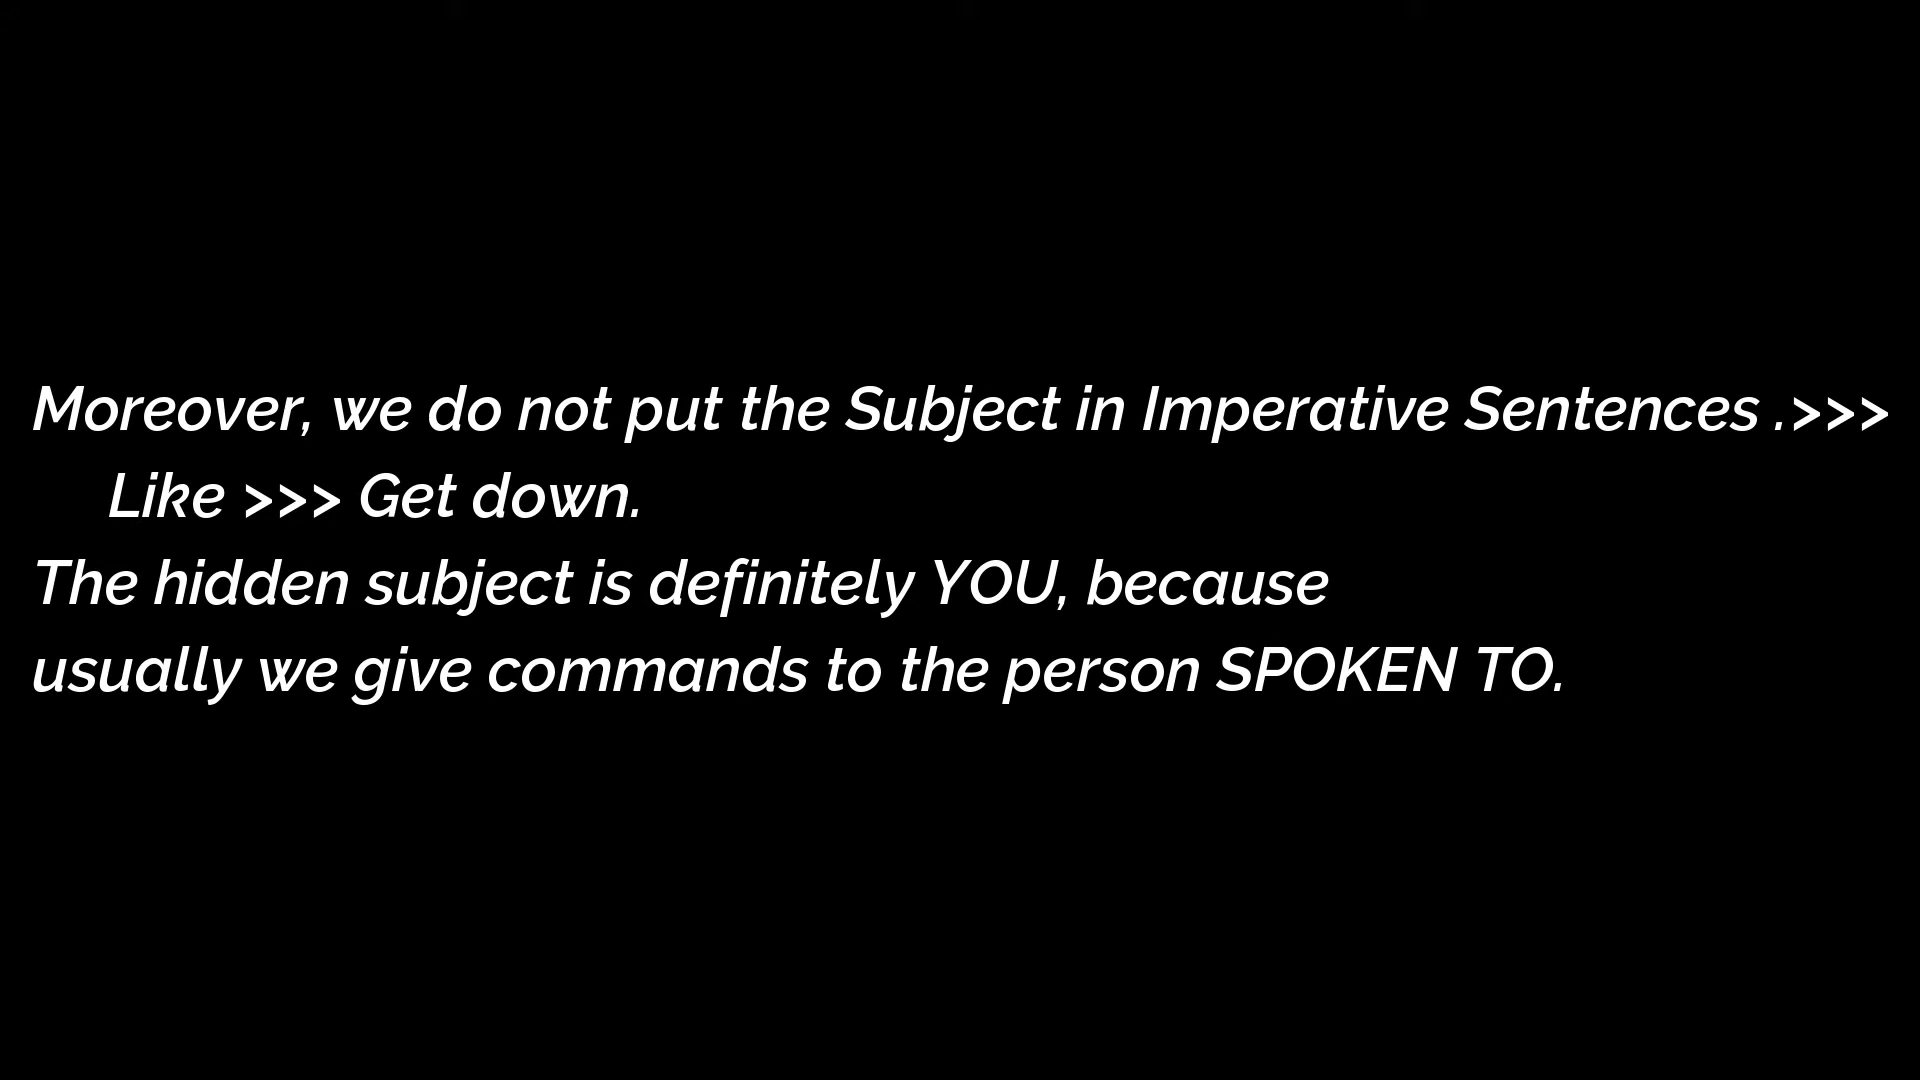 Moreover, we do not put the Subject in Imperative Sentences .>>>
Like >>> Get down.
The hidden subject is definitely YOU, because
usually we give commands to the person SPOKEN TO.